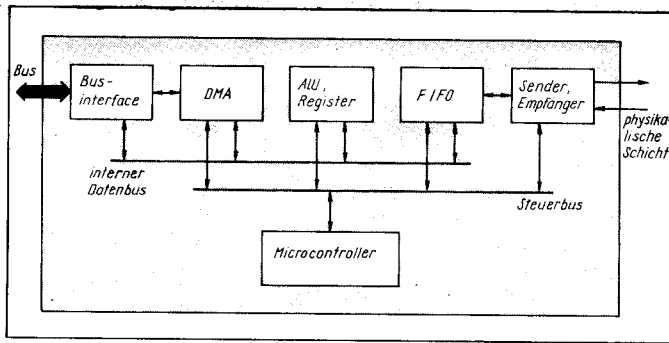 Bus
Bus-
interface
DMA
ALU,
Register
FIFO
Sender,
Empfänger
physika-
lische
Schicht
interner
Datenbus
Steuerbus
Microcontroller